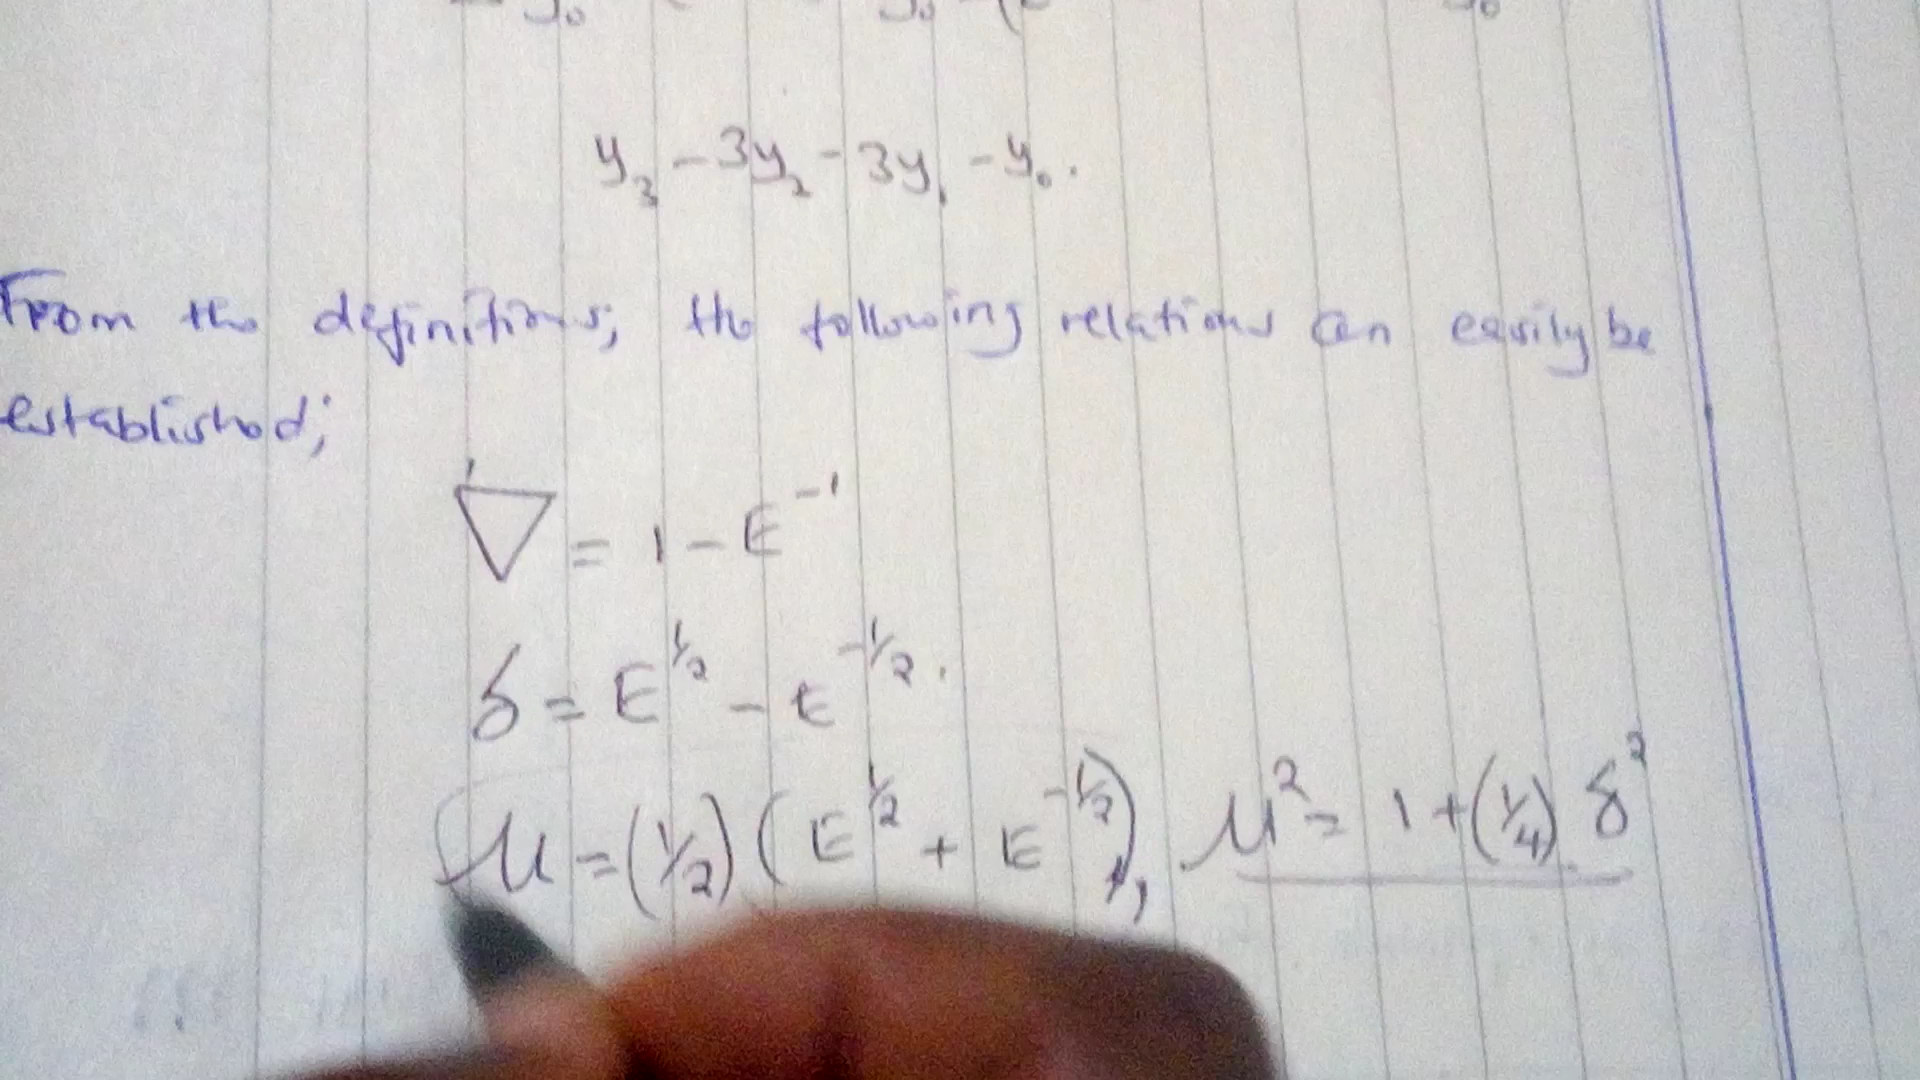 y₃ - 3y₂ - 3y₁ - y₀.
From the definitions, the following relations can easily be
established;
∇ = 1 - E⁻¹
δ = E^½ - E^-½.
μ = (½)(E^½ + E^-½), μ² = 1 + (¼) δ²